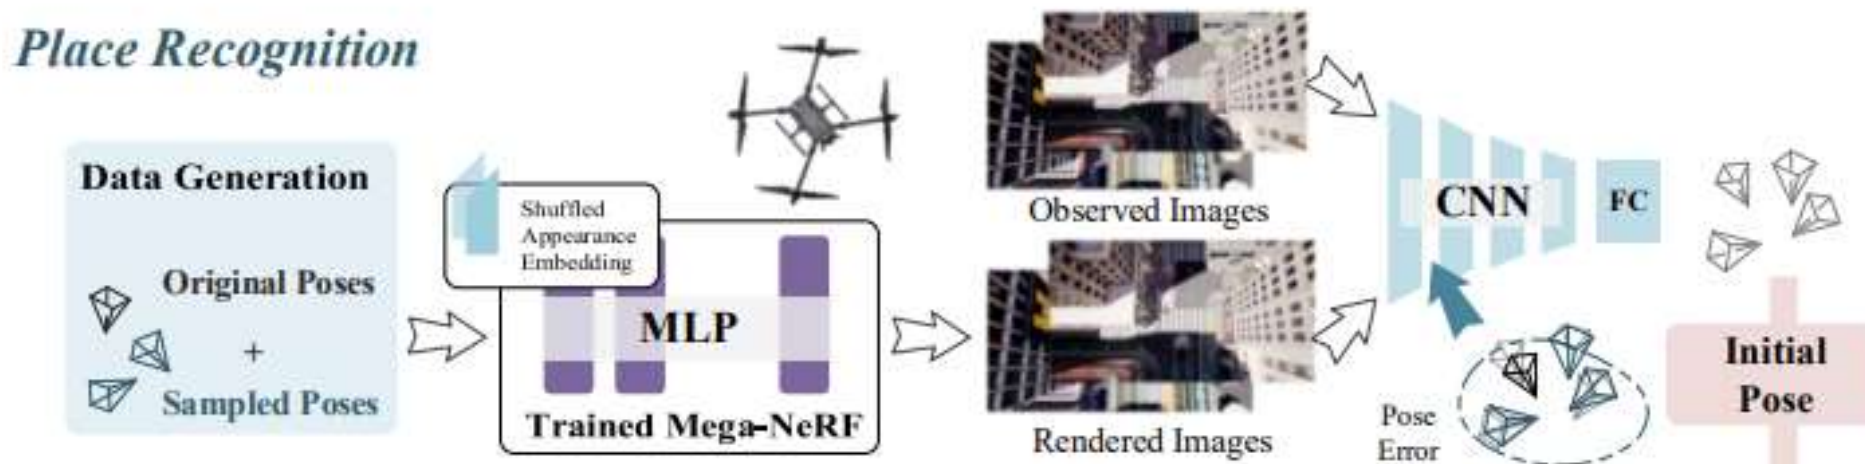 Place Recognition
Data Generation
Original Poses
+
Sampled Poses
Shuffled
Appearance
Embedding
MLP
Trained Mega-NeRF
Observed Images
Rendered Images
CNN
FC
Pose
Error
Initial
Pose